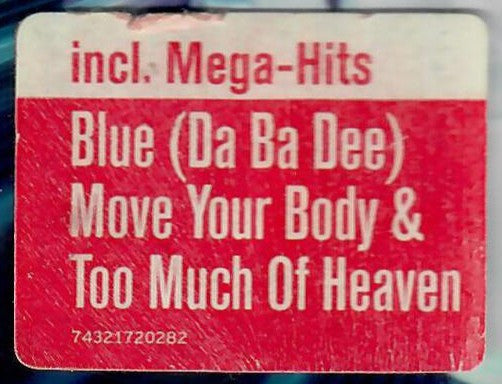 incl. Mega-Hits
Blue (Da Ba Dee)
Move Your Body &
Too Much Of Heaven
74321720282